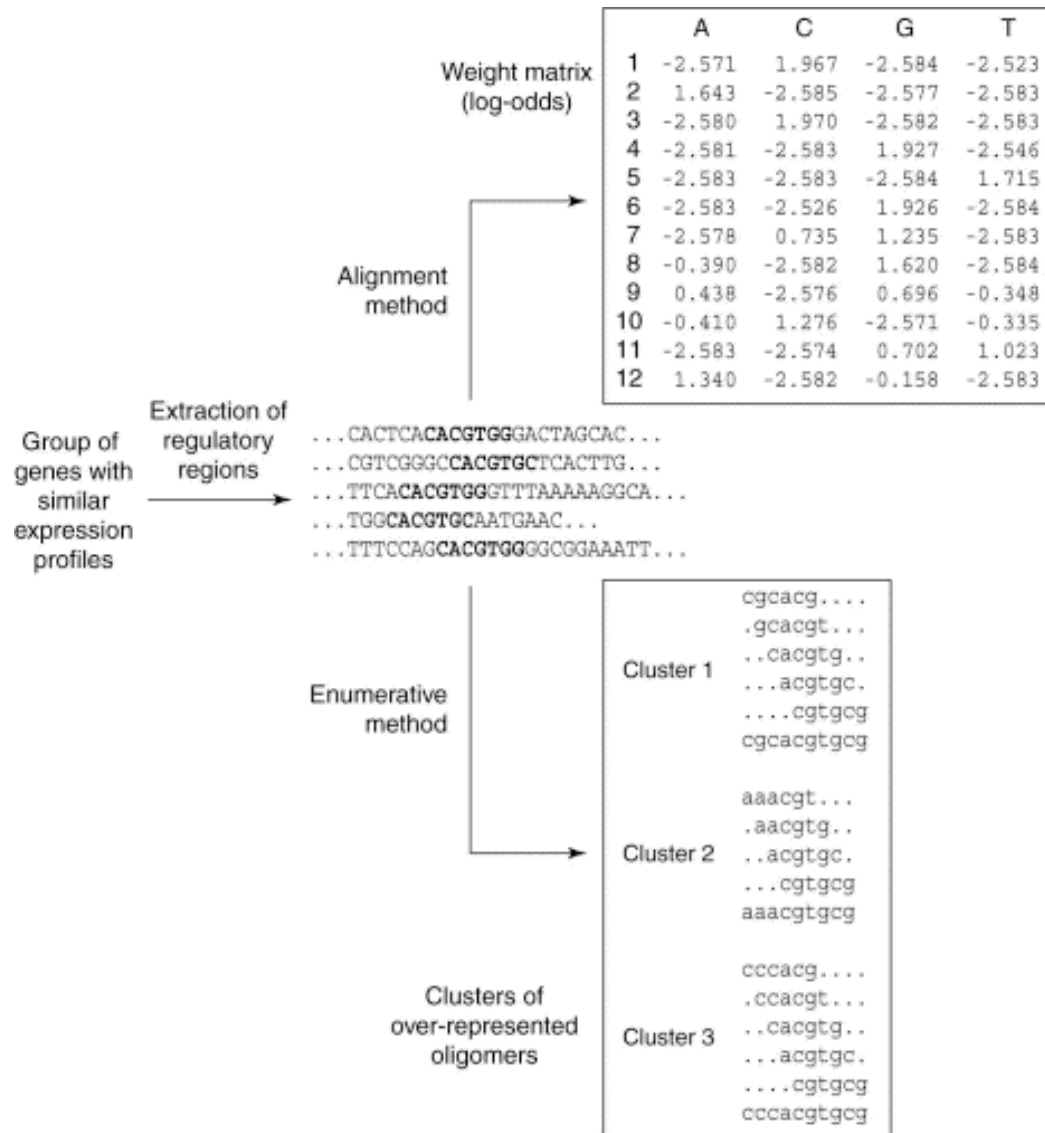 A C G T
Weight matrix
(log-odds)
1 -2.571 1.967 -2.584 -2.523
2 1.643 -2.585 -2.577 -2.583
3 -2.580 1.970 -2.582 -2.583
4 -2.581 -2.583 1.927 -2.546
5 -2.583 -2.583 -2.584 1.715
6 -2.583 -2.526 1.926 -2.584
7 -2.578 0.735 1.235 -2.583
8 -0.390 -2.582 1.620 -2.584
9 0.438 -2.576 0.696 -0.348
10 -0.410 1.276 -2.571 -0.335
11 -2.583 -2.574 0.702 1.023
12 1.340 -2.582 -0.158 -2.583
Alignment
method
Group of
genes with
similar
expression
profiles
Extraction of
regulatory
regions
...CACTCACACGTGGGACTAGCAC...
...CGTCGGGCCACGTGCTCACTTG...
...TTCACACGTGGGTTTAAAAAGGCA...
...TGGCACGTGCAATGAAC...
...TTTCCAGCACGTGGGGCGGAAATT...
Enumerative
method
Clusters of
over-represented
oligomers
Cluster 1
cgcacg....
.gcacgt...
..cacgtg..
...acgtgc.
....cgtgcg
cgcacgtgcg
Cluster 2
aaacgt...
.aacgtg..
..acgtgc.
...cgtgcg
aaacgtgcg
Cluster 3
cccacg....
.ccacgt...
..cacgtg..
...acgtgc.
....cgtgcg
cccacgtgcg